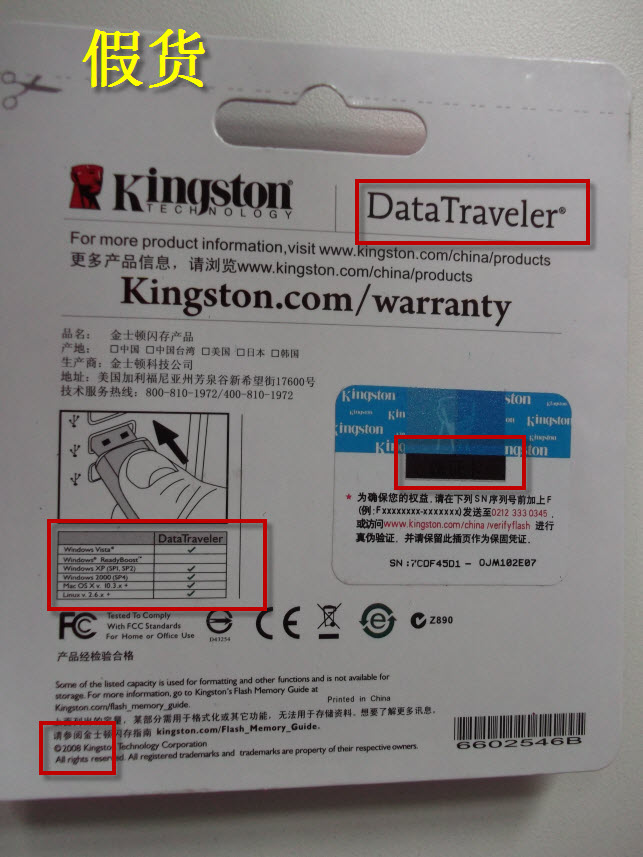 假货
Kingston®
TECHNOLOGY
DataTraveler®
For more product information,visit www.kingston.com/china/products
更多产品信息，请浏览www.kingston.com/china/products
Kingston.com/warranty
品名： 金士顿闪存产品
产地： □中国 □中国台湾 □美国 □日本 □韩国
生产商：金士顿科技公司
地址：美国加利福尼亚州芳泉谷新希望街17600号
技术服务热线：800-810-1972/400-810-1972
Kingston
Kingston
Kingston
★ 为确保您的权益，请在下列SN序列号前加上F
(例:Fxxxxxxxx-xxxxxxx)发送至0212 333 0345，
或访问www.kingston.com/china /verifyflash 进行
真伪验证，并请保留此插页作为保固凭证．
SN :7CDF45D1 - 0JM102E07
DataTraveler
Windows Vista® ✓
Windows® ReadyBoost™
Windows XP (SP1, SP2) ✓
Windows 2000 (SP4) ✓
Mac OS X v. 10.3.x + ✓
Linux v. 2.6.x + ✓
FC Tested To Comply
With FCC Standards
For Home or Office Use
D43254
CE
Z890
产品经检验合格
Some of the listed capacity is used for formatting and other functions and is not available for
storage. For more information, go to Kingston's Flash Memory Guide at
Kingston.com/flash_memory_guide.
Printed in China
某部分需用于格式化或其它功能，无法用于存储资料．想要了解更多讯息，
请参阅金士顿闪存指南 kingston.com/Flash_Memory_Guide.
©2008 Kingston Technology Corporation
All rights reserved. All registered trademarks and trademarks are property of their respective owners.
6602546B